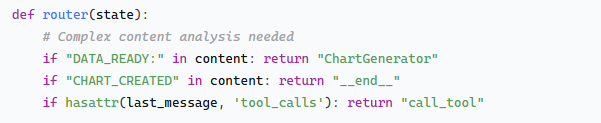 def router(state):
    # Complex content analysis needed
    if "DATA_READY:" in content: return "ChartGenerator"
    if "CHART_CREATED" in content: return "__end__"
    if hasattr(last_message, 'tool_calls'): return "call_tool"